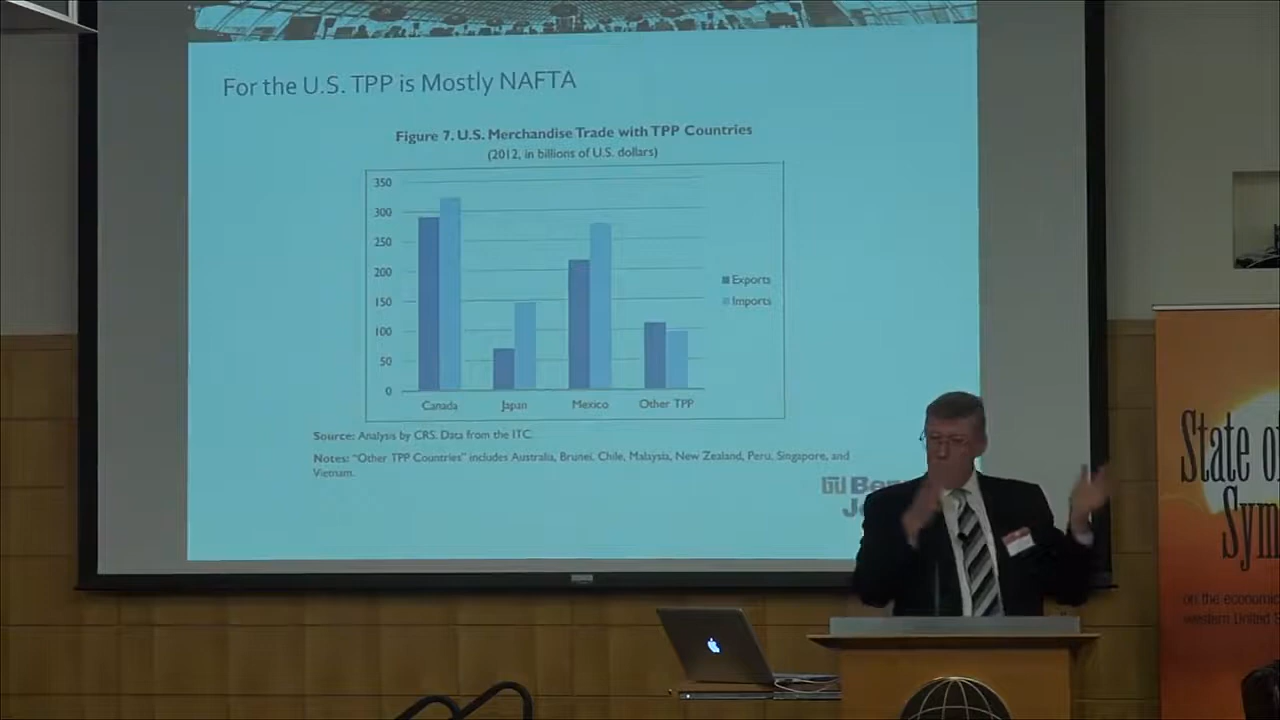 For the U.S. TPP is Mostly NAFTA
Figure 7. U.S. Merchandise Trade with TPP Countries
(2012, in billions of U.S. dollars)
350
300
250
200
150
100
50
0
Exports
Imports
Canada Japan Mexico Other TPP
Source: Analysis by CRS. Data from the ITC.
Notes: "Other TPP Countries" includes Australia, Brunei, Chile, Malaysia, New Zealand, Peru, Singapore, and
Vietnam.
State
Sym
on the economic
western United